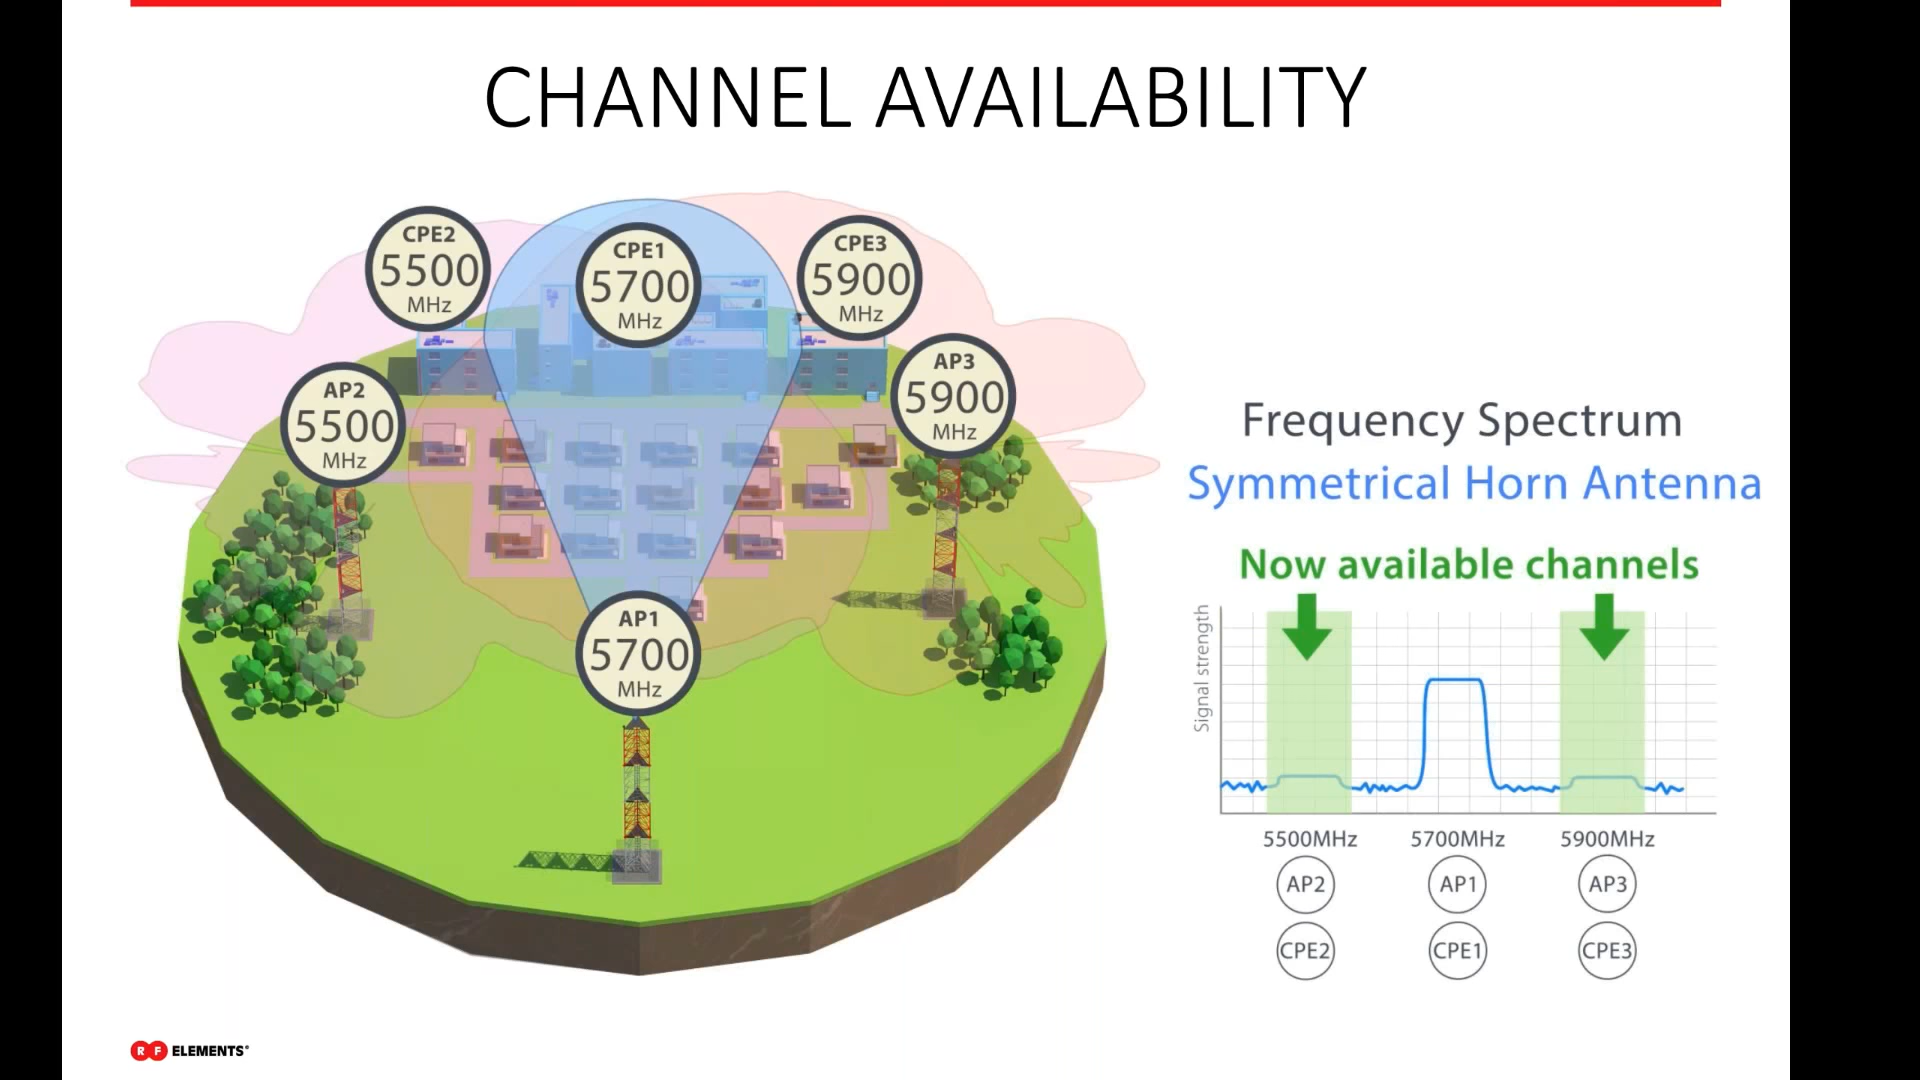 CHANNEL AVAILABILITY
CPE2
5500
MHz
CPE1
5700
MHz
CPE3
5900
MHz
AP2
5500
MHz
AP3
5900
MHz
AP1
5700
MHz
Frequency Spectrum
Symmetrical Horn Antenna
Now available channels
Signal strength
5500MHz 5700MHz 5900MHz
AP2 AP1 AP3
CPE2 CPE1 CPE3
RF ELEMENTS®